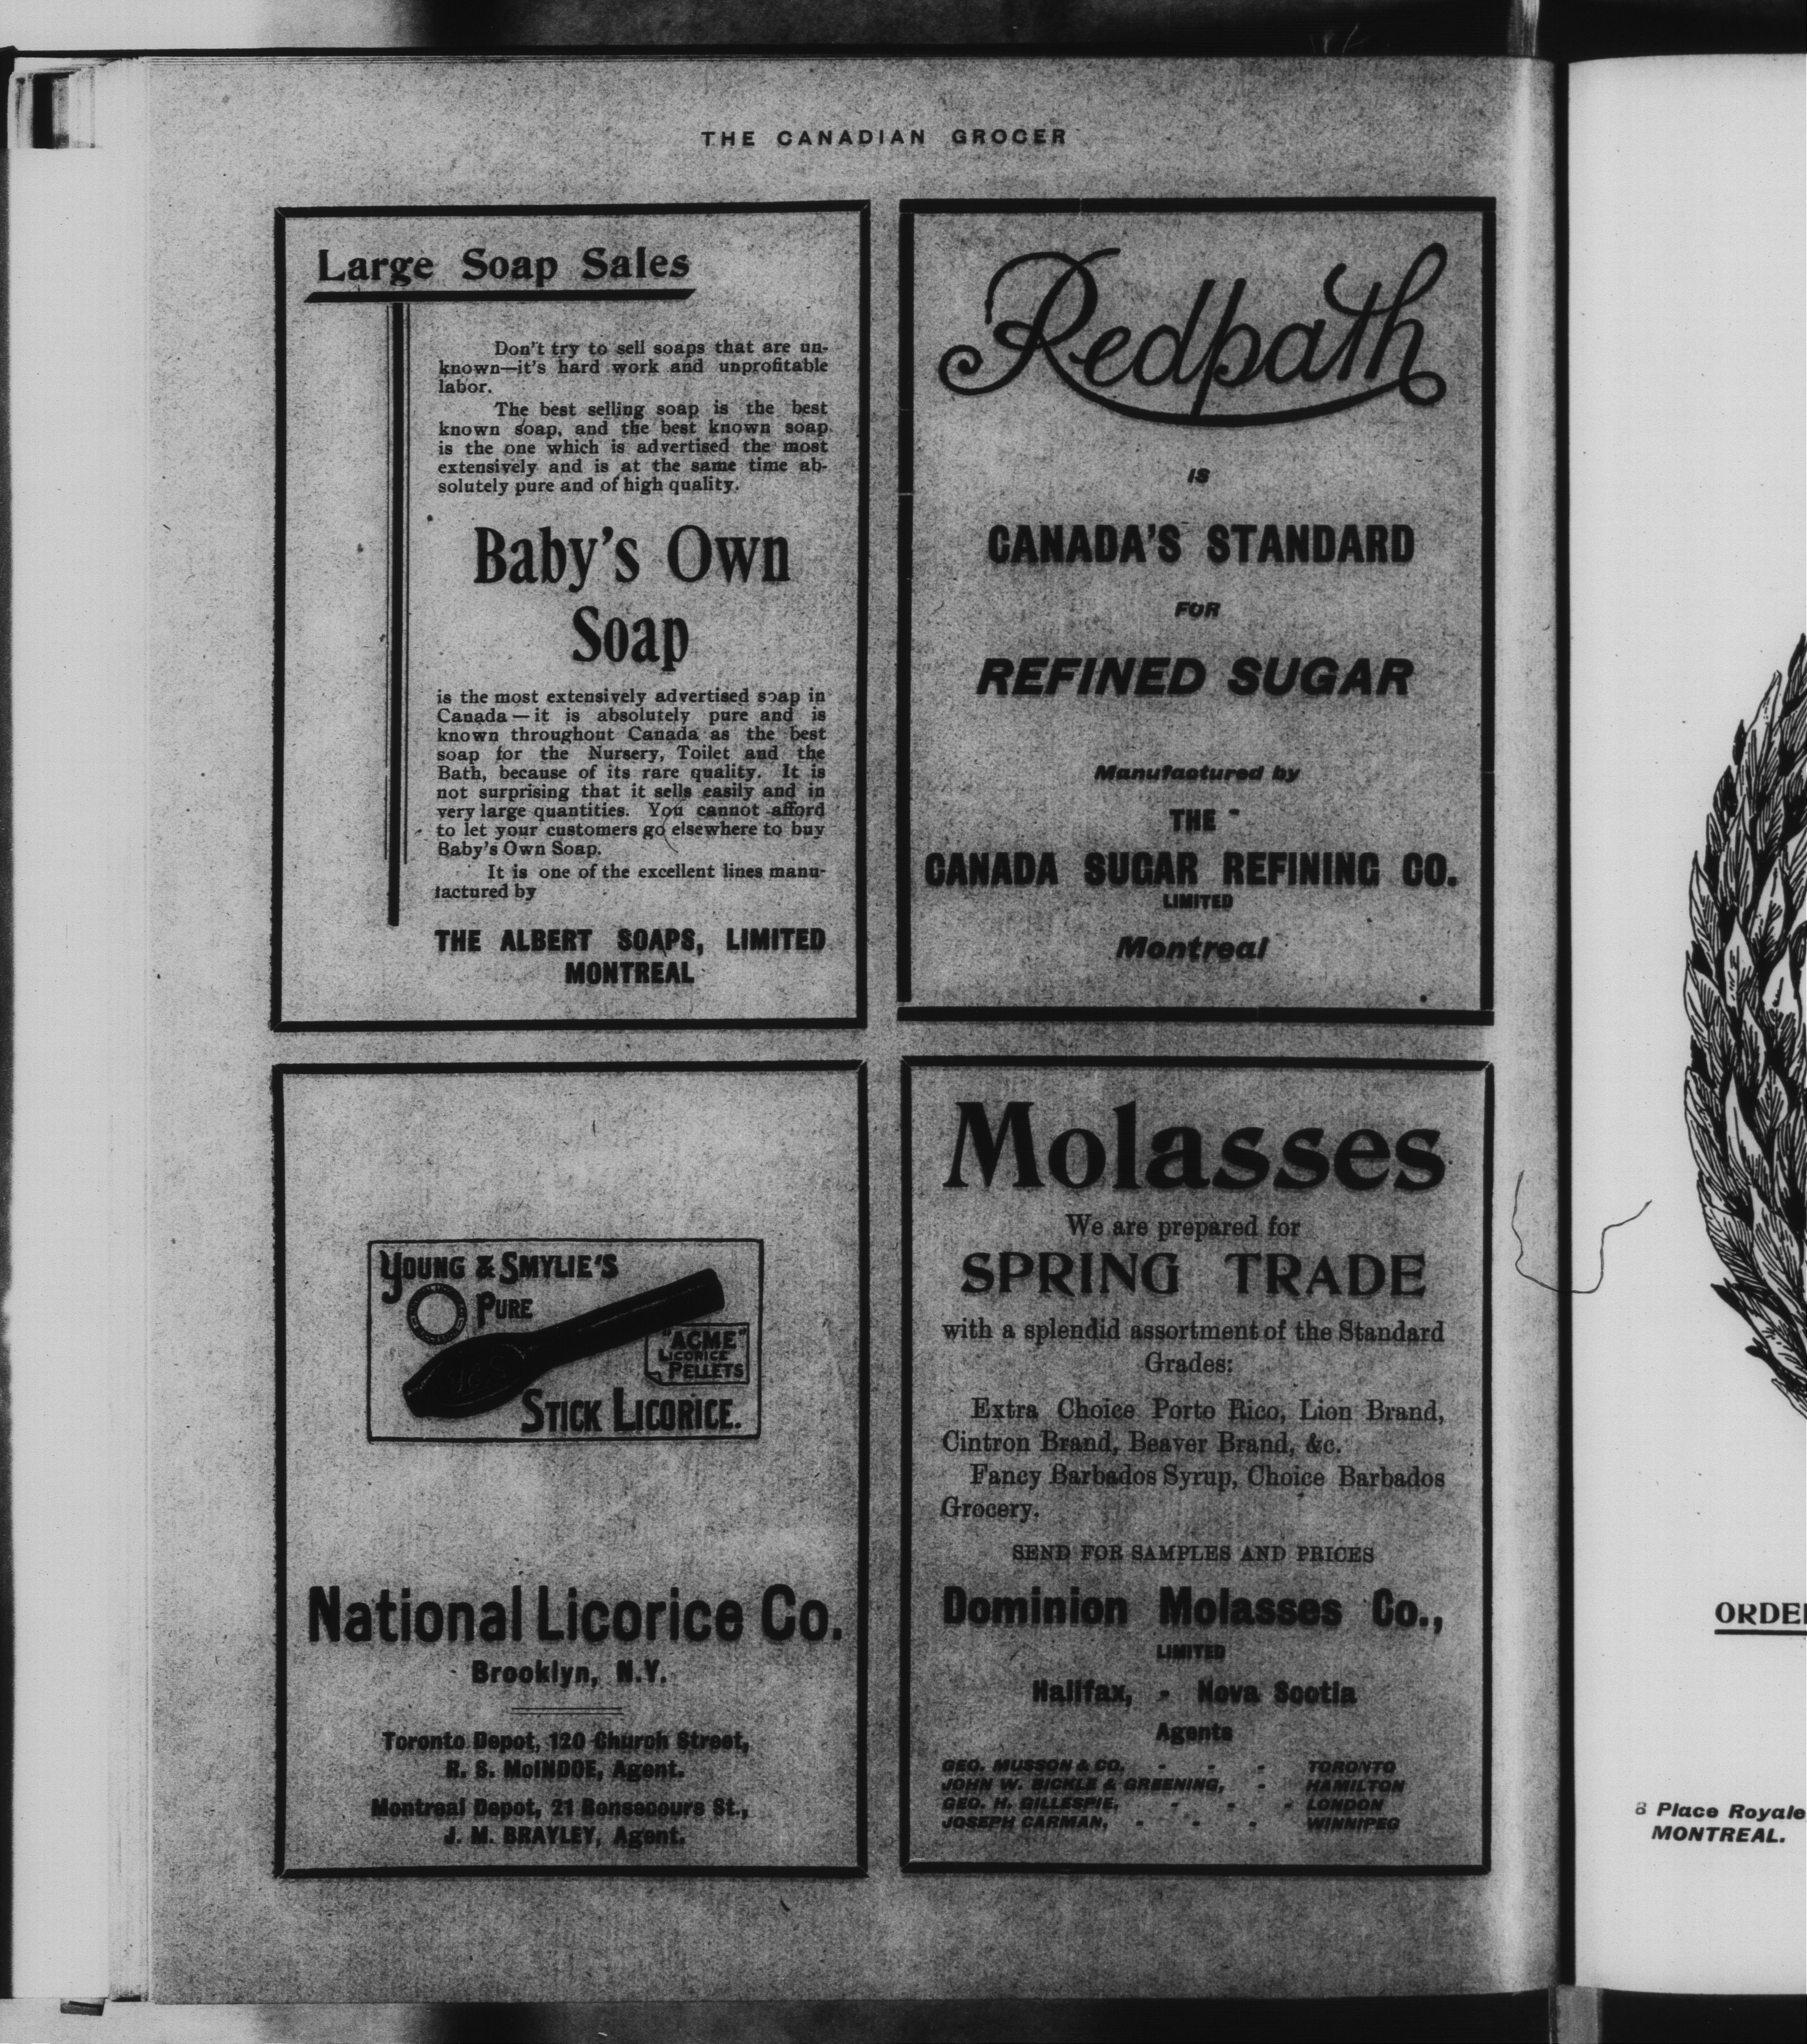 THE CANADIAN GROCER
Large Soap Sales
Don't try to sell soaps that are un-
known—it's hard work and unprofitable
labor.
The best selling soap is the best
known soap, and the best known soap
is the one which is advertised the most
extensively and is at the same time ab-
solutely pure and of high quality.
Baby's Own
Soap
is the most extensively advertised soap in
Canada—it is absolutely pure and is
known throughout Canada as the best
soap for the Nursery, Toilet and the
Bath, because of its rare quality. It is
not surprising that it sells easily and in
very large quantities. You cannot afford
to let your customers go elsewhere to buy
Baby's Own Soap.
It is one of the excellent lines manu-
factured by
THE ALBERT SOAPS, LIMITED
MONTREAL
Redpath
IS
CANADA'S STANDARD
FOR
REFINED SUGAR
Manufactured by
THE
CANADA SUGAR REFINING CO.
LIMITED
Montreal
YOUNG & SMYLIE'S
PURE
"ACME"
LICORICE
PELLETS
Y & S
STICK LICORICE.
National Licorice Co.
Brooklyn, N.Y.
Toronto Depot, 120 Church Street,
R. S. McINDOE, Agent.
Montreal Depot, 21 Bonsecours St.,
J. M. BRAYLEY, Agent.
Molasses
We are prepared for
SPRING TRADE
with a splendid assortment of the Standard
Grades:
Extra Choice Porto Rico, Lion Brand,
Cintron Brand, Beaver Brand, &c.
Fancy Barbados Syrup, Choice Barbados
Grocery.
SEND FOR SAMPLES AND PRICES
Dominion Molasses Co.,
LIMITED
Halifax, - Nova Scotia
Agents
GEO. MUSSON & CO. - - - TORONTO
JOHN W. BICKLE & GREENING, - HAMILTON
GEO. H. GILLESPIE, - - - LONDON
JOSEPH CARMAN, - - - WINNIPEG
8 Place Royale
MONTREAL.